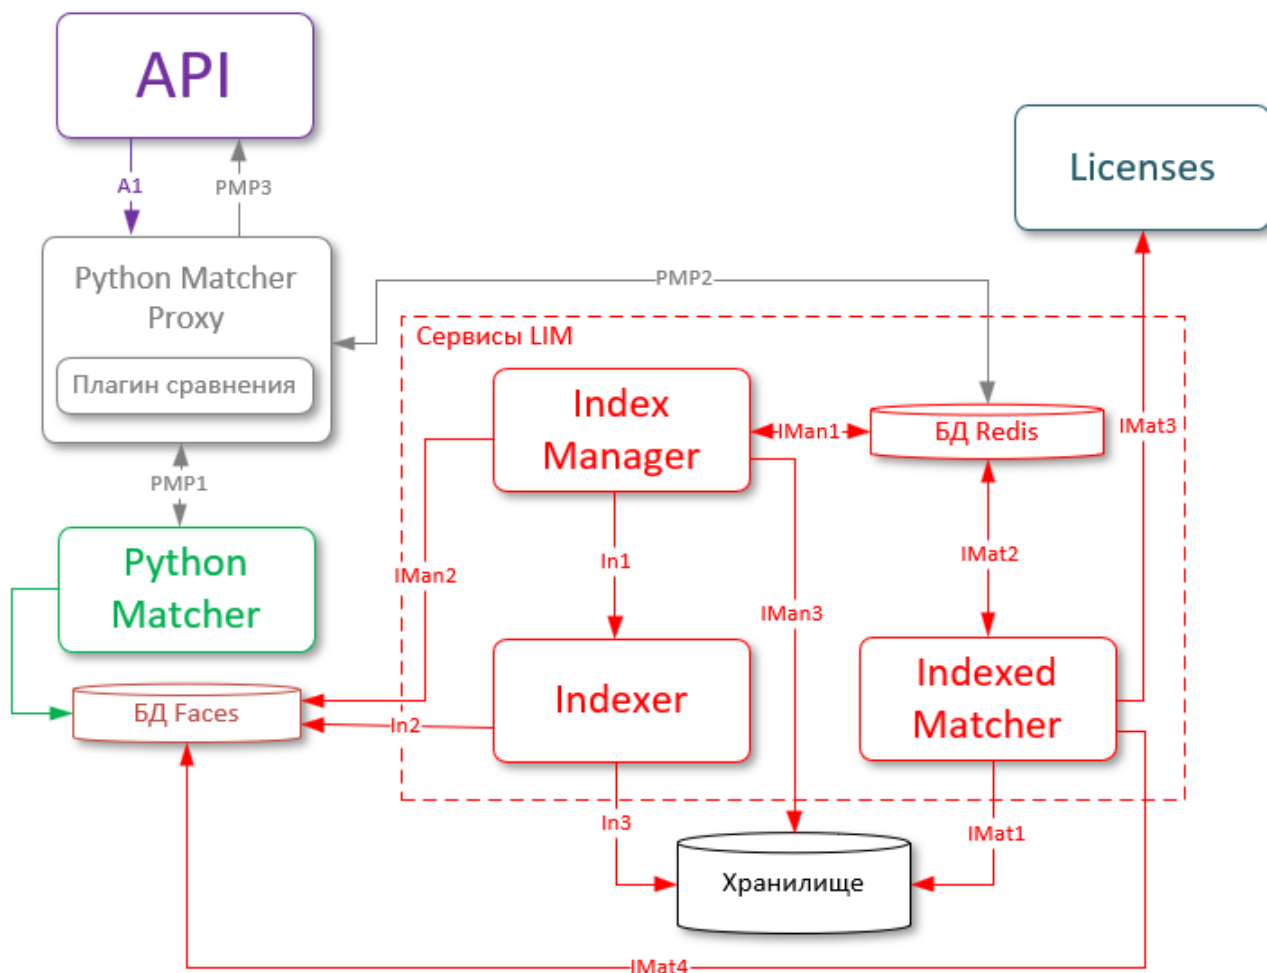 API
A1
PMP3
Licenses
Python Matcher
Proxy
Плагин сравнения
PMP2
Сервисы LIM
Index
Manager
IMan1
БД Redis
IMat3
PMP1
Python
Matcher
IMan2
In1
IMan3
IMat2
БД Faces
In2
Indexer
Indexed
Matcher
In3
IMat1
Хранилище
IMat4